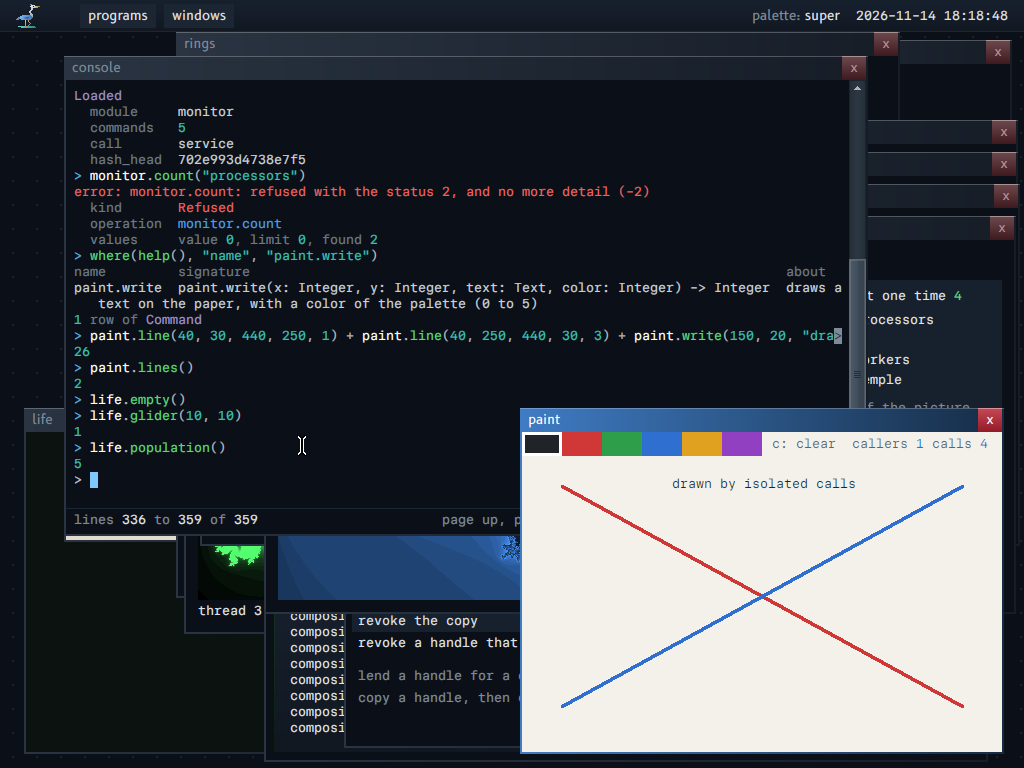 programs windows palette: super 2026-11-14 18:18:48
rings x
x
console x
Loaded
module monitor
commands 5
call service
hash_head 702e993d4738e7f5
> monitor.count("processors")
error: monitor.count: refused with the status 2, and no more detail (-2)
kind Refused
operation monitor.count
values value 0, limit 0, found 2
> where(help(), "name", "paint.write")
name signature about
paint.write paint.write(x: Integer, y: Integer, text: Text, color: Integer) -> Integer draws a
text on the paper, with a color of the palette (0 to 5)
1 row of Command
> paint.line(40, 30, 440, 250, 1) + paint.line(40, 250, 440, 30, 3) + paint.write(150, 20, "dra>
26
> paint.lines()
2
> life.empty()
> life.glider(10, 10)
1
> life.population()
5
>
lines 336 to 359 of 359 page up, p
x
x
x
x
t one time 4
rocessors
orkers
emple
f the picture
life
paint x
c: clear callers 1 calls 4
drawn by isolated calls
thread 3
composi
composi
composi
composi
composi
composi
composi
composi
revoke the copy
revoke a handle that
lend a handle for a
copy a handle, then